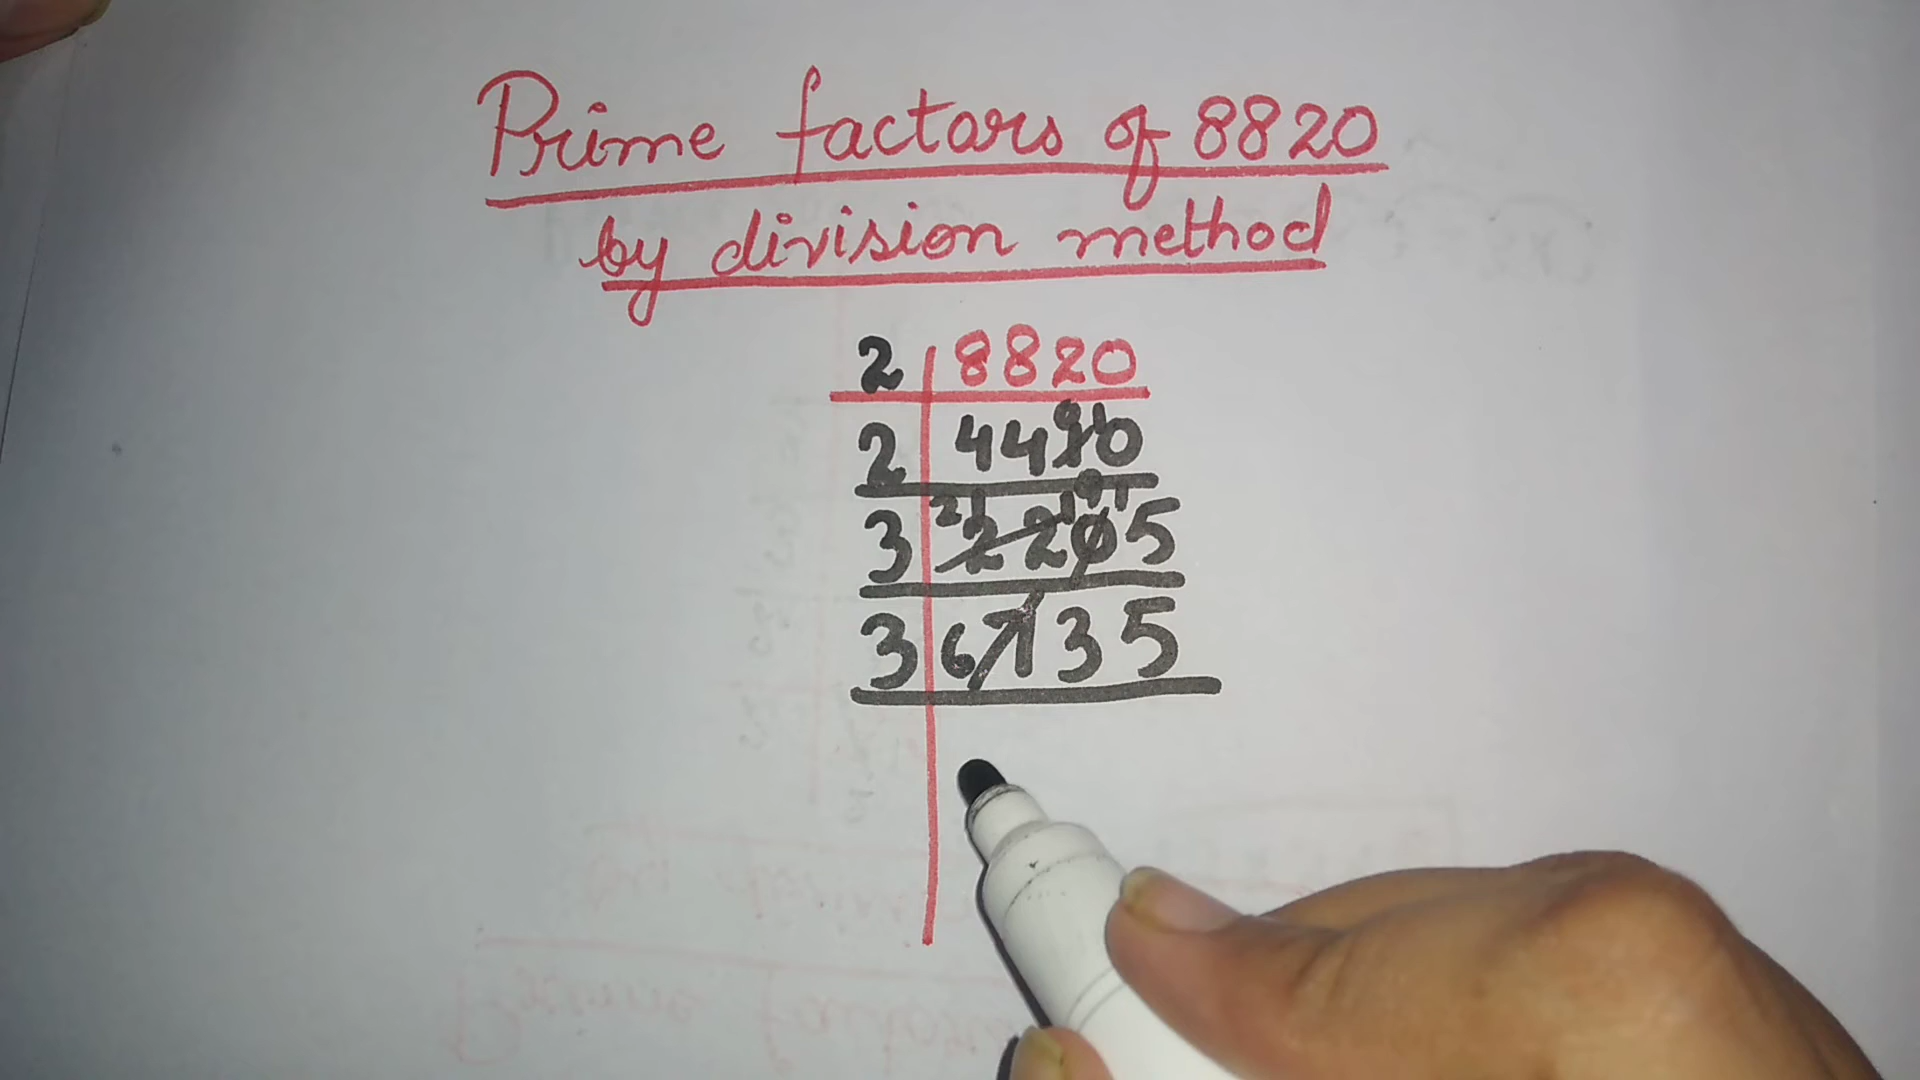 Prime factors of 8820
by division method
2 8820
2 4410
3 2205
3 735